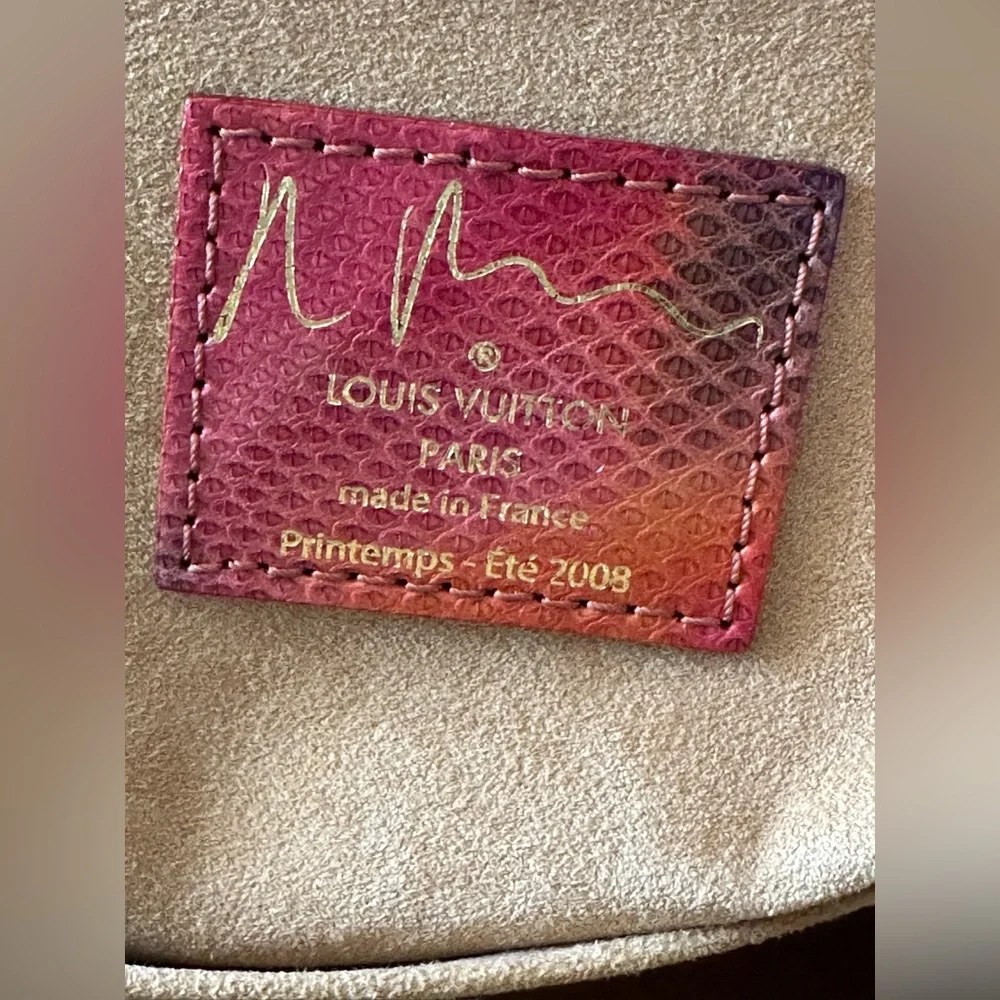 ®
LOUIS VUITTON
PARIS
made in France
Printemps - Été 2008